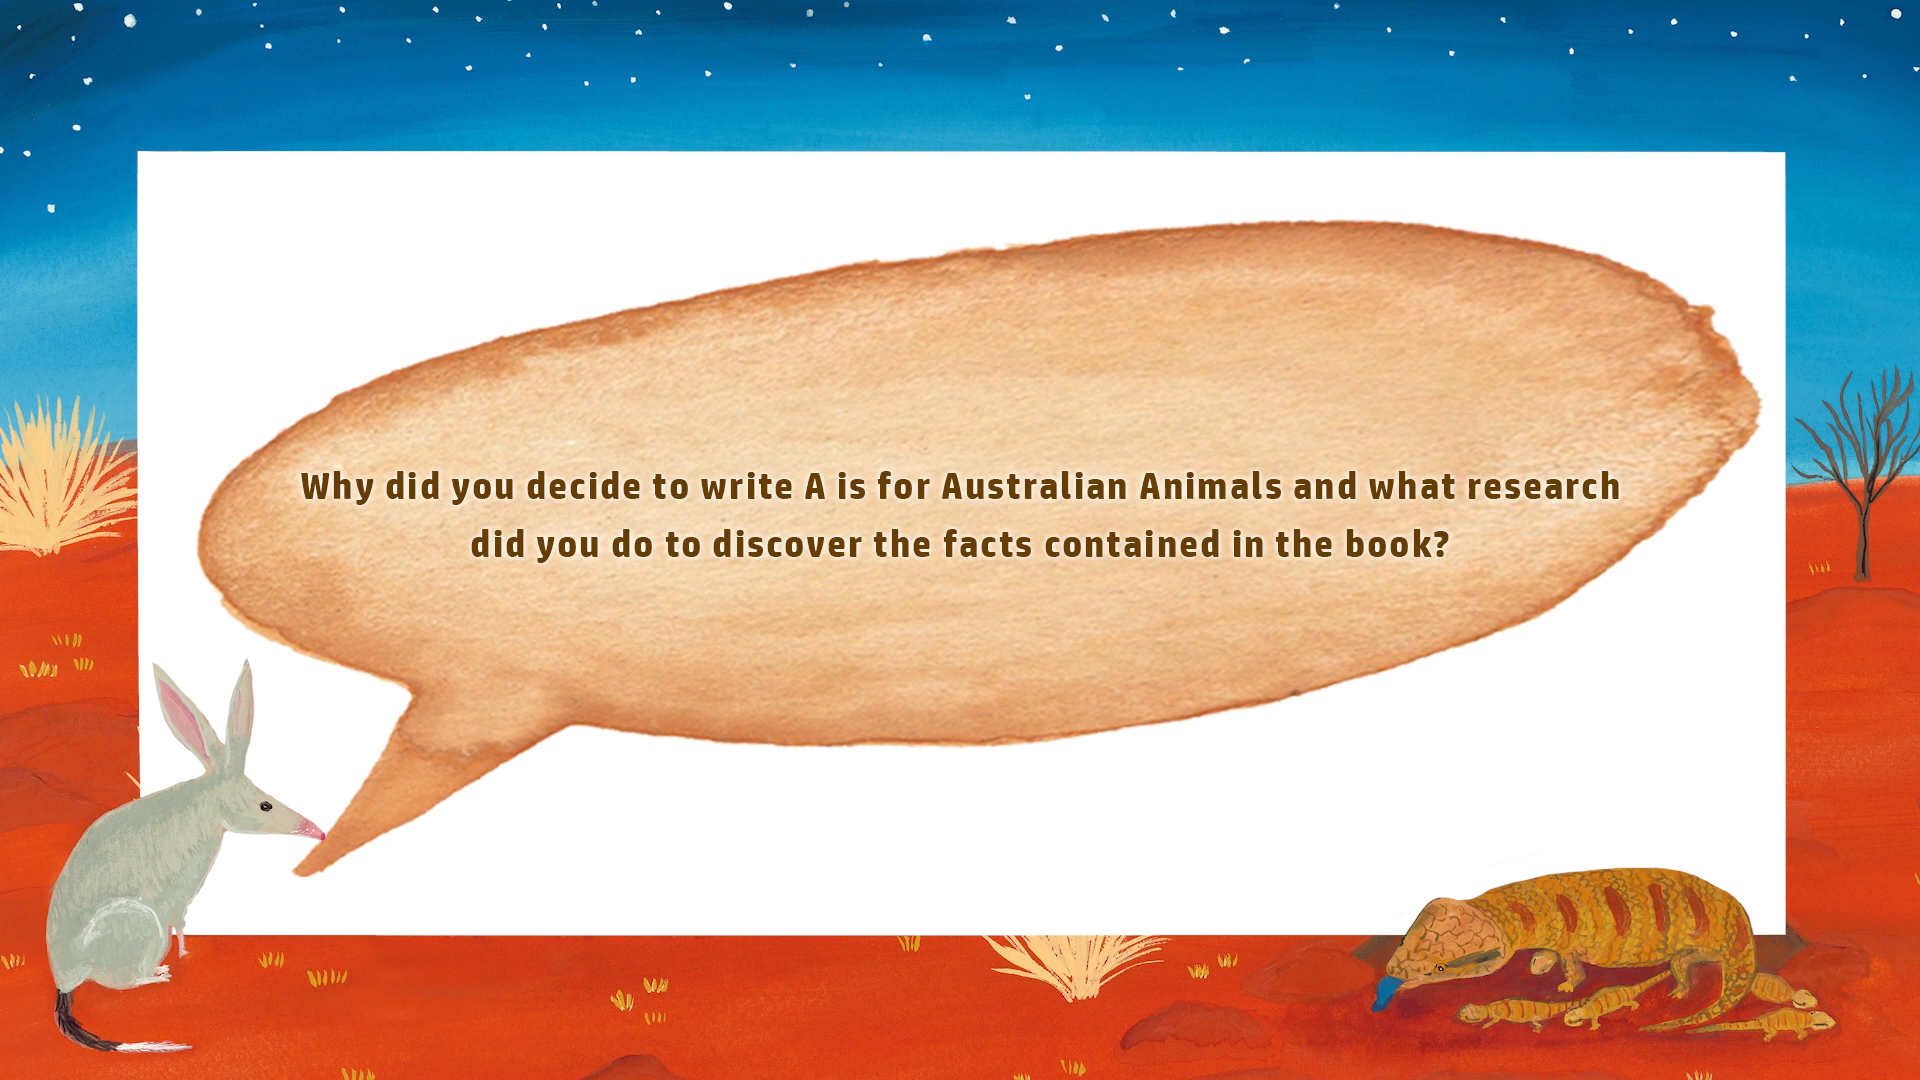 Why did you decide to write A is for Australian Animals and what research
did you do to discover the facts contained in the book?